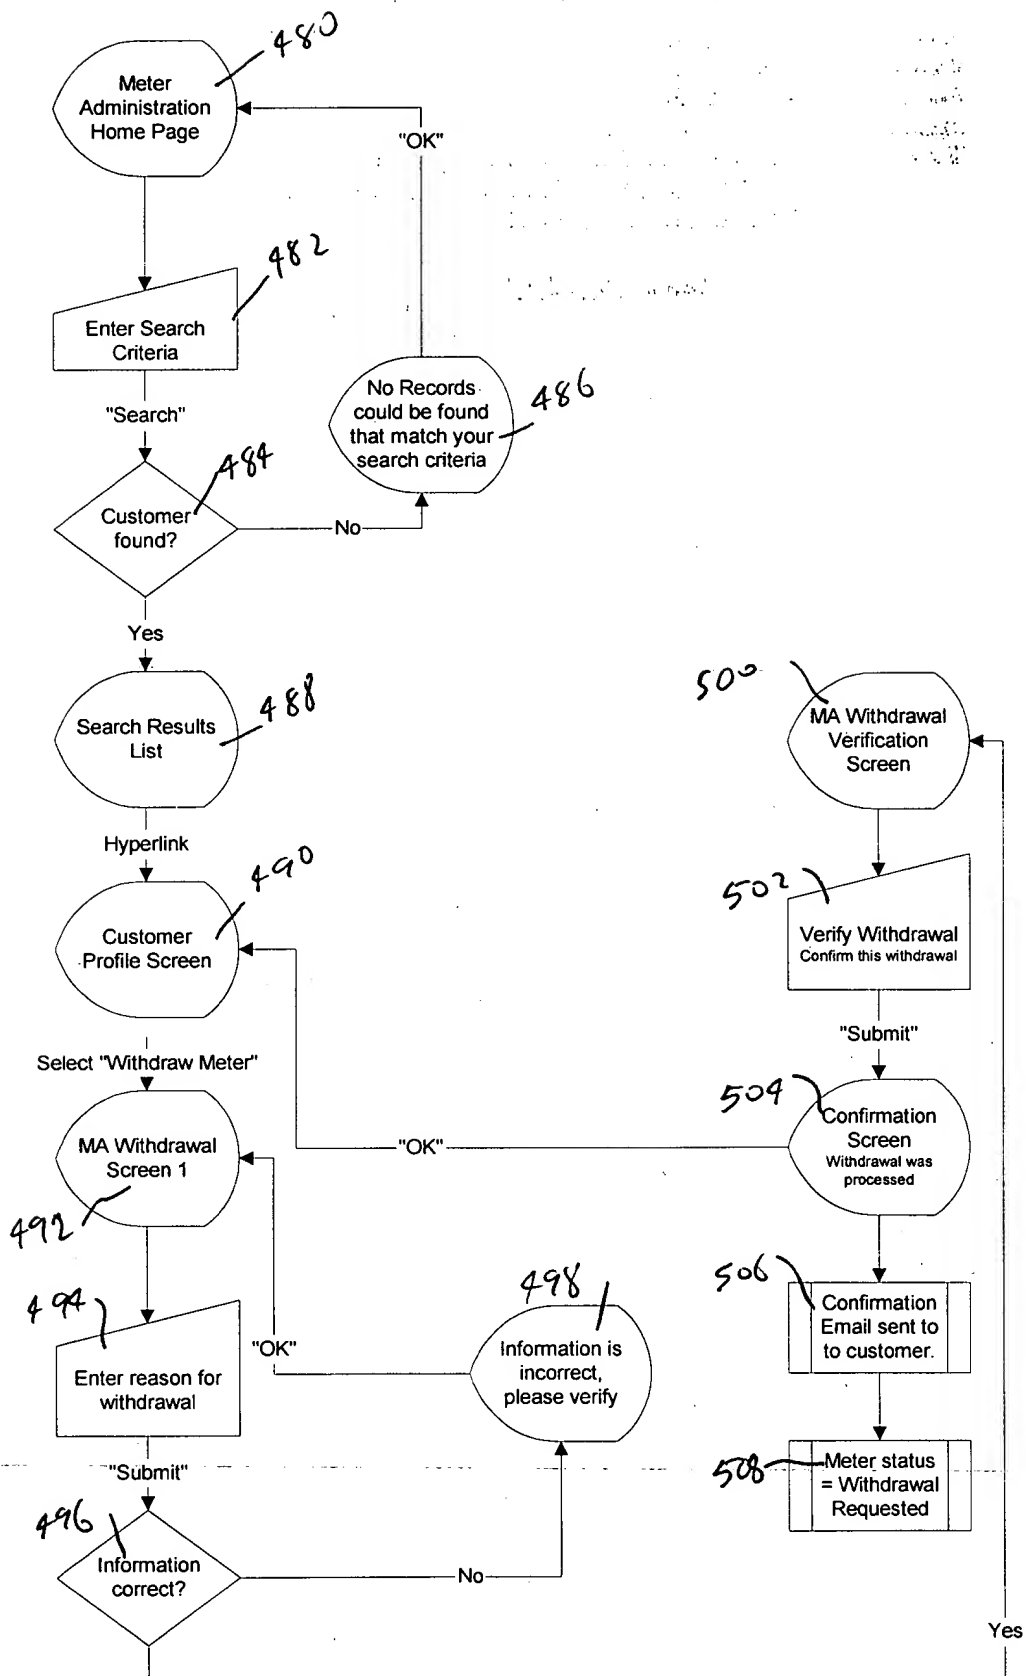 480
Meter
Administration
Home Page
"OK"
482
Enter Search
Criteria
"Search"
No Records
could be found
that match your
search criteria
486
484
Customer
found?
No
Yes
488
Search Results
List
500
MA Withdrawal
Verification
Screen
Hyperlink
490
Customer
Profile Screen
502
Verify Withdrawal
Confirm this withdrawal
"Submit"
Select "Withdraw Meter"
504
Confirmation
Screen
Withdrawal was
processed
"OK"
MA Withdrawal
Screen 1
492
494
Enter reason for
withdrawal
"OK"
498
Information is
incorrect,
please verify
506
Confirmation
Email sent to
to customer.
"Submit"
508
Meter status
= Withdrawal
Requested
496
Information
correct?
No
Yes